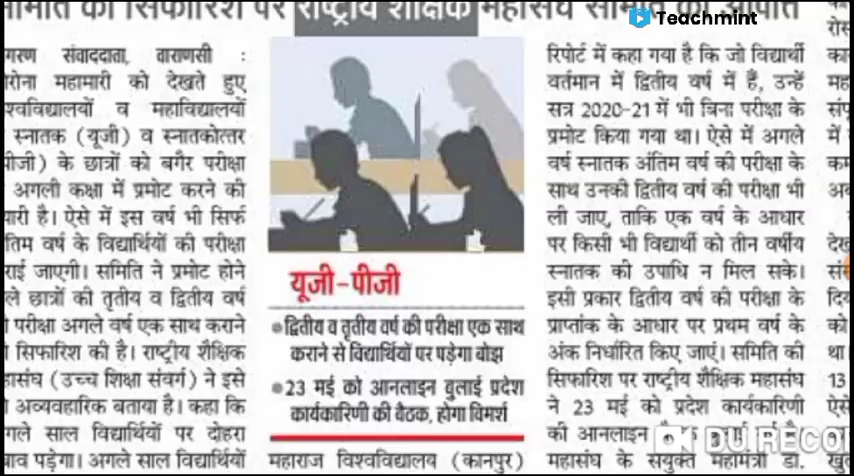 समिति की सिफारिश पर राष्ट्रीय शैक्षिक महासंघ
Teachmint
संवाददाता, वाराणसी :
महामारी को देखते हुए
व महाविद्यालयों
स्नातक (यूजी) व स्नातकोत्तर
के छात्रों को बगैर परीक्षा
अगली कक्षा में प्रमोट करने की
है। ऐसे में इस वर्ष भी सिर्फ
वर्ष के विद्यार्थियों की परीक्षा
जाएगी। समिति ने प्रमोट होने
छात्रों की तृतीय व द्वितीय वर्ष
परीक्षा अगले वर्ष एक साथ कराने
सिफारिश की है। राष्ट्रीय शैक्षिक
(उच्च शिक्षा संवर्ग) ने इसे
अव्यवहारिक बताया है। कहा कि
साल विद्यार्थियों पर दोहरा
पड़ेगा। अगले साल विद्यार्थियों
यूजी-पीजी
●द्वितीय व तृतीय वर्ष की परीक्षा एक साथ
कराने से विद्यार्थियों पर पड़ेगा बोझ
●23 मई को आनलाइन बुलाई प्रदेश
कार्यकारिणी की बैठक, होगा विमर्श
महाराज विश्वविद्यालय (कानपुर)
रिपोर्ट में कहा गया है कि जो विद्यार्थी
वर्तमान में द्वितीय वर्ष में हैं, उन्हें
सत्र 2020-21 में भी बिना परीक्षा के
प्रमोट किया गया था। ऐसे में अगले
वर्ष स्नातक अंतिम वर्ष की परीक्षा के
साथ उनकी द्वितीय वर्ष की परीक्षा भी
ली जाए, ताकि एक वर्ष के आधार
पर किसी भी विद्यार्थी को तीन वर्षीय
स्नातक की उपाधि न मिल सके।
इसी प्रकार द्वितीय वर्ष की परीक्षा के
प्राप्तांक के आधार पर प्रथम वर्ष के
अंक निर्धारित किए जाएं। समिति की
सिफारिश पर राष्ट्रीय शैक्षिक महासंघ
ने 23 मई को प्रदेश कार्यकारिणी
की आनलाइन
महासंघ के संयुक्त महामंत्री डा.
DU RECO